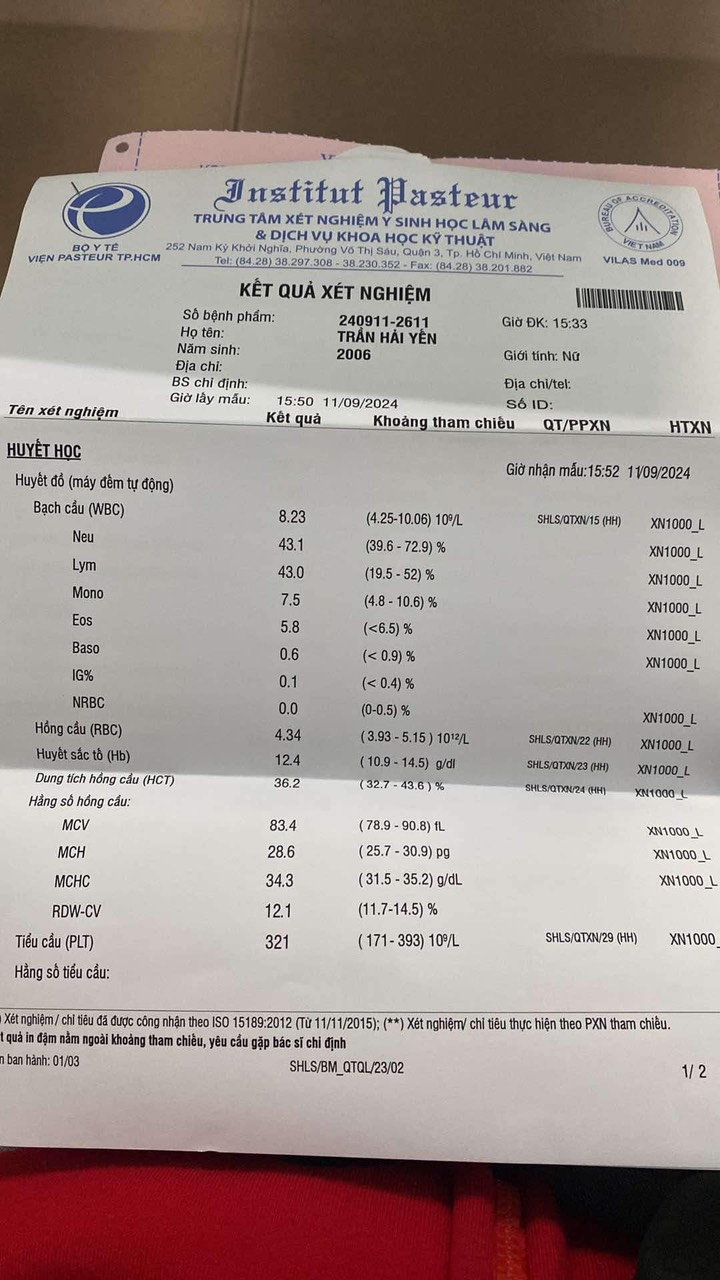 Institut Pasteur
TRUNG TÂM XÉT NGHIỆM Y SINH HỌC LÂM SÀNG
& DỊCH VỤ KHOA HỌC KỸ THUẬT
252 Nam Kỳ Khởi Nghĩa, Phường Võ Thị Sáu, Quận 3, Tp. Hồ Chí Minh, Việt Nam
Tel: (84.28) 38.297.308 - 38.230.352 - Fax: (84.28) 38.201.882
BỘ Y TẾ
VIỆN PASTEUR TP.HCM
BUREAU OF ACCREDITATION
VIET NAM
VILAS Med 009
KẾT QUẢ XÉT NGHIỆM
Số bệnh phẩm: 240911-2611 Giờ ĐK: 15:33
Họ tên: TRẦN HẢI YẾN
Năm sinh: 2006 Giới tính: Nữ
Địa chỉ:
BS chỉ định: Địa chỉ/tel:
Giờ lấy mẫu: 15:50 11/09/2024 Số ID:
Tên xét nghiệm Kết quả Khoảng tham chiếu QT/PPXN HTXN
HUYẾT HỌC
Giờ nhận mẫu:15:52 11/09/2024
Huyết đồ (máy đếm tự động)
Bạch cầu (WBC) 8.23 (4.25-10.06) 10⁹/L SHLS/QTXN/15 (HH) XN1000_L
Neu 43.1 (39.6 - 72.9) % XN1000_L
Lym 43.0 (19.5 - 52) % XN1000_L
Mono 7.5 (4.8 - 10.6) % XN1000_L
Eos 5.8 (<6.5) % XN1000_L
Baso 0.6 (< 0.9) % XN1000_L
IG% 0.1 (< 0.4) %
NRBC 0.0 (0-0.5) % XN1000_L
Hồng cầu (RBC) 4.34 ( 3.93 - 5.15 ) 10¹²/L SHLS/QTXN/22 (HH) XN1000_L
Huyết sắc tố (Hb) 12.4 ( 10.9 - 14.5) g/dl SHLS/QTXN/23 (HH) XN1000_L
Dung tích hồng cầu (HCT) 36.2 ( 32.7 - 43.6 ) % SHLS/QTXN/24 (HH) XN1000_L
Hằng số hồng cầu:
MCV 83.4 ( 78.9 - 90.8) fL XN1000_L
MCH 28.6 ( 25.7 - 30.9) pg XN1000_L
MCHC 34.3 ( 31.5 - 35.2) g/dL XN1000_L
RDW-CV 12.1 (11.7-14.5) %
Tiểu cầu (PLT) 321 ( 171 - 393) 10⁹/L SHLS/QTXN/29 (HH) XN1000_
Hằng số tiểu cầu:
) Xét nghiệm / chỉ tiêu đã được công nhận theo ISO 15189:2012 (Từ 11/11/2015); (**) Xét nghiệm/ chỉ tiêu thực hiện theo PXN tham chiếu.
t quả in đậm nằm ngoài khoảng tham chiếu, yêu cầu gặp bác sĩ chỉ định
n ban hành: 01/03 SHLS/BM_QTQL/23/02 1/ 2